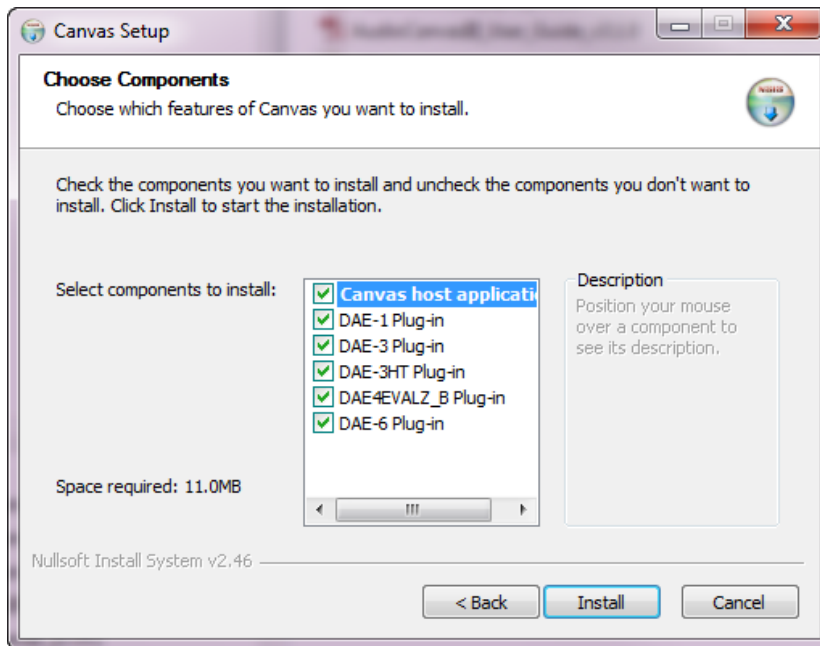 Canvas Setup
Choose Components
Choose which features of Canvas you want to install.
Check the components you want to install and uncheck the components you don't want to
install. Click Install to start the installation.
Select components to install:
Canvas host applicati
DAE-1 Plug-in
DAE-3 Plug-in
DAE-3HT Plug-in
DAE4EVALZ_B Plug-in
DAE-6 Plug-in
Description
Position your mouse
over a component to
see its description.
Space required: 11.0MB
Nullsoft Install System v2.46
< Back
Install
Cancel